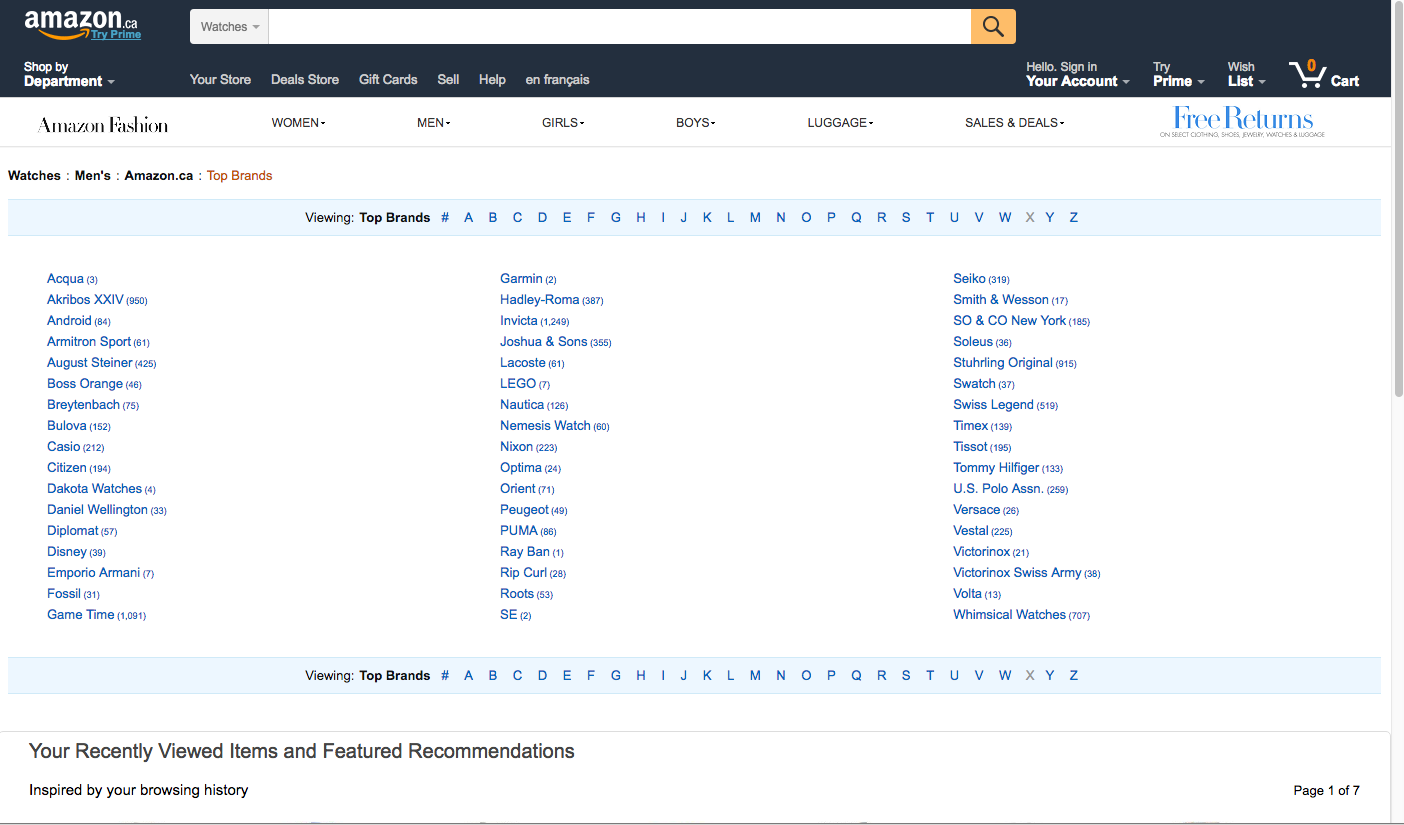 amazon.ca
Try Prime
Watches
Shop by
Department
Your Store Deals Store Gift Cards Sell Help en français
Hello. Sign in
Your Account
Try
Prime
Wish
List
0
Cart
Amazon Fashion WOMEN MEN GIRLS BOYS LUGGAGE SALES & DEALS
Free Returns
ON SELECT CLOTHING, SHOES, JEWELRY, WATCHES & LUGGAGE
Watches : Men's : Amazon.ca : Top Brands
Viewing: Top Brands # A B C D E F G H I J K L M N O P Q R S T U V W X Y Z
Acqua (3)
Akribos XXIV (950)
Android (84)
Armitron Sport (61)
August Steiner (425)
Boss Orange (46)
Breytenbach (75)
Bulova (152)
Casio (212)
Citizen (194)
Dakota Watches (4)
Daniel Wellington (33)
Diplomat (57)
Disney (39)
Emporio Armani (7)
Fossil (31)
Game Time (1,091)
Garmin (2)
Hadley-Roma (387)
Invicta (1,249)
Joshua & Sons (355)
Lacoste (61)
LEGO (7)
Nautica (126)
Nemesis Watch (60)
Nixon (223)
Optima (24)
Orient (71)
Peugeot (49)
PUMA (86)
Ray Ban (1)
Rip Curl (28)
Roots (53)
SE (2)
Seiko (319)
Smith & Wesson (17)
SO & CO New York (185)
Soleus (36)
Stuhrling Original (915)
Swatch (37)
Swiss Legend (519)
Timex (139)
Tissot (195)
Tommy Hilfiger (133)
U.S. Polo Assn. (259)
Versace (26)
Vestal (225)
Victorinox (21)
Victorinox Swiss Army (38)
Volta (13)
Whimsical Watches (707)
Viewing: Top Brands # A B C D E F G H I J K L M N O P Q R S T U V W X Y Z
Your Recently Viewed Items and Featured Recommendations
Inspired by your browsing history
Page 1 of 7